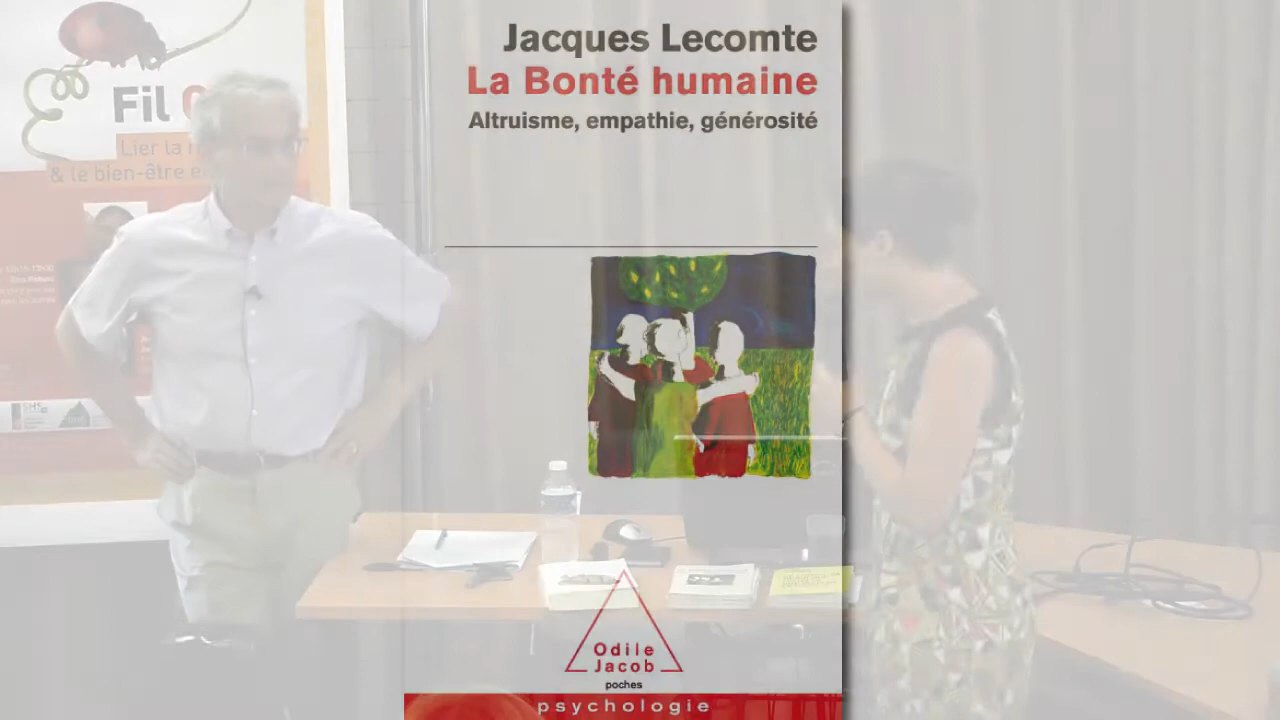 Jacques Lecomte
La Bonté humaine
Altruisme, empathie, générosité
Fil
Lier la
& le bien-être
Odile
Jacob
poches
psychologie